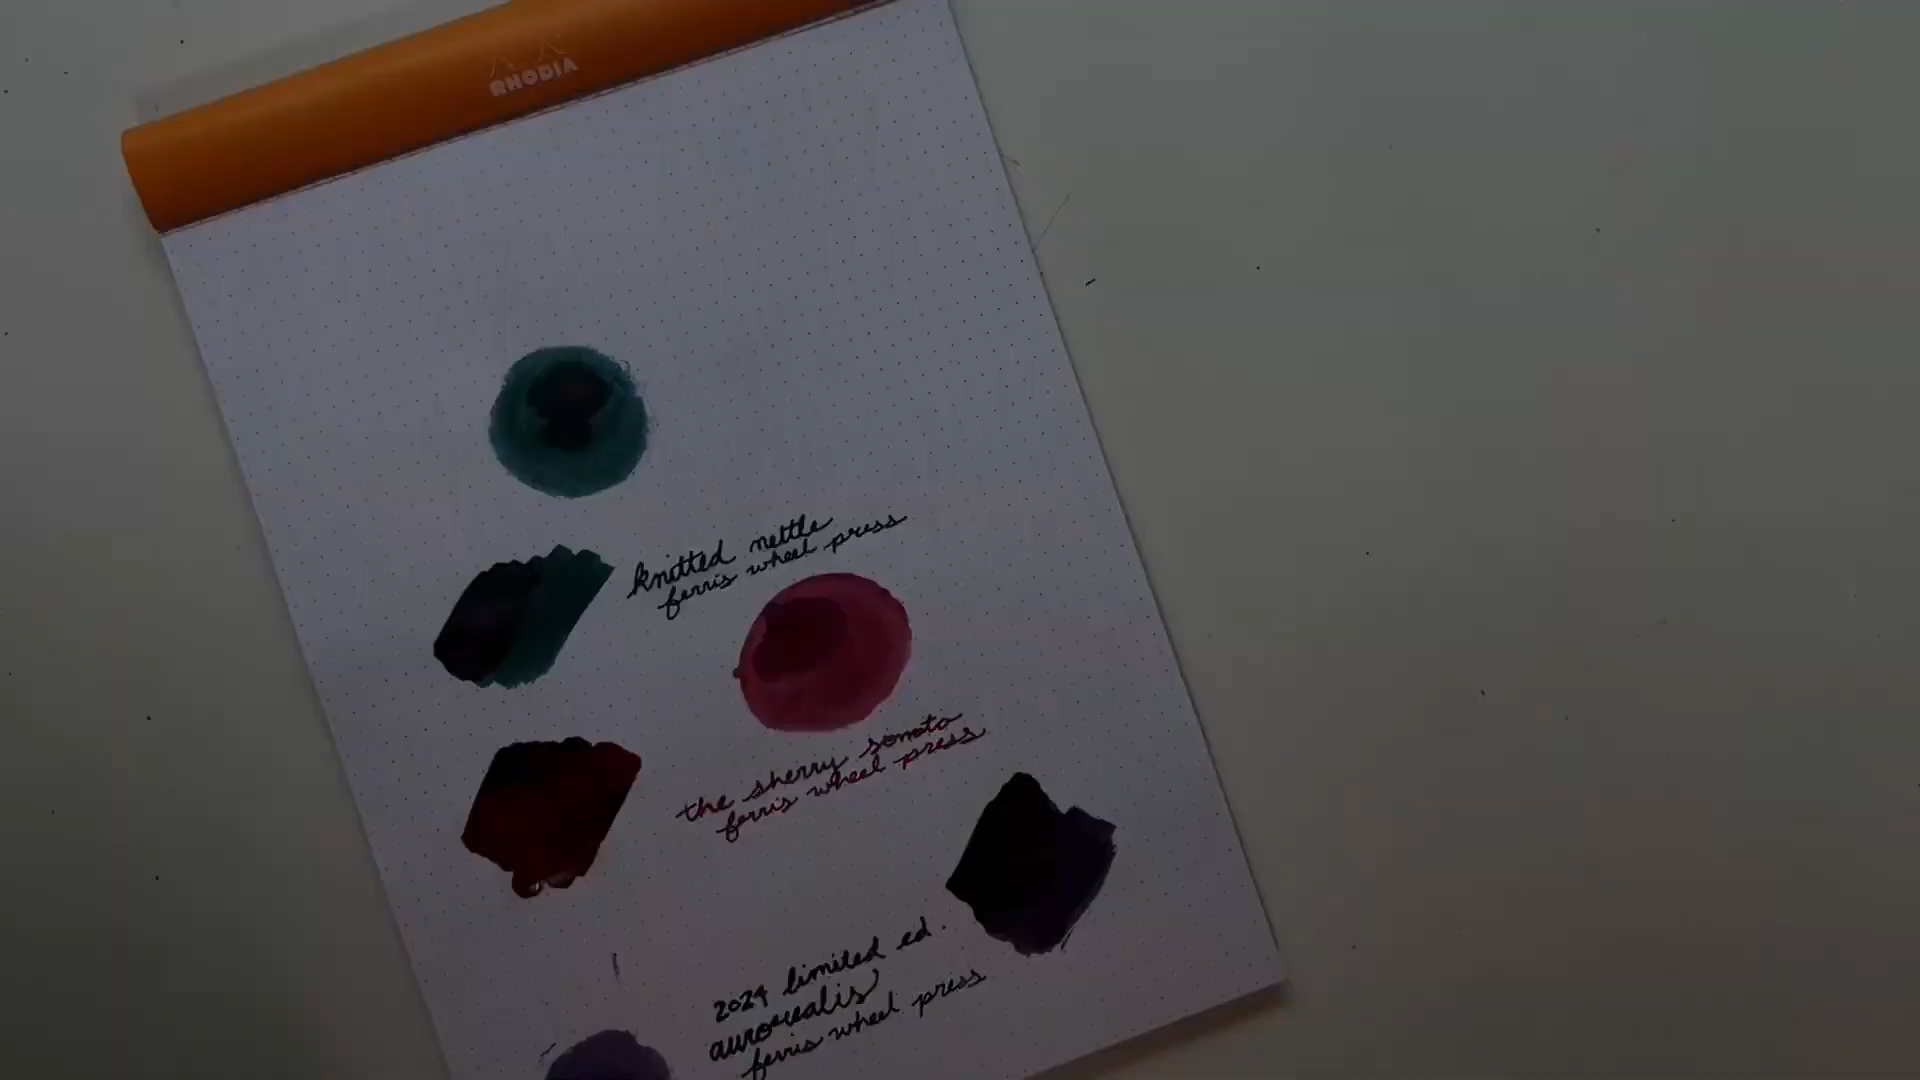 RHODIA
knitted nettle
ferris wheel press
the sherry sonata
ferris wheel press
2024 limited ed.
aurorealis
ferris wheel press